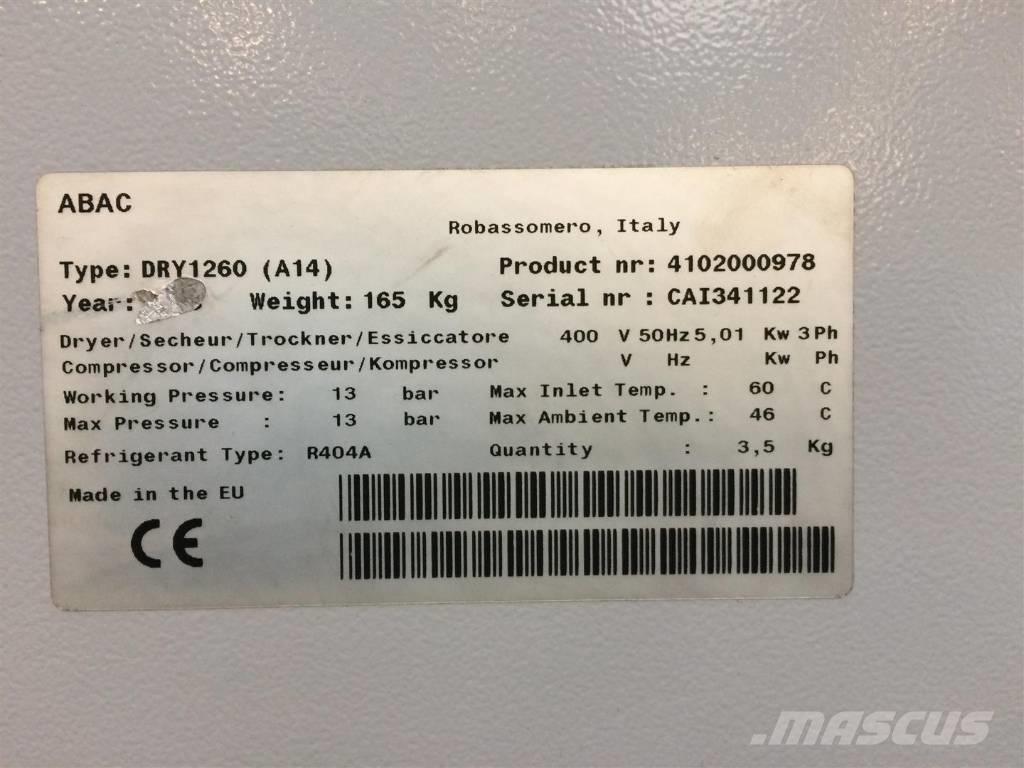 ABAC
Robassomero, Italy
Type: DRY1260 (A14) Product nr: 4102000978
Year: Weight: 165 Kg Serial nr : CAI341122
Dryer/Secheur/Trockner/Essiccatore 400 V 50Hz 5,01 Kw 3Ph
Compressor/Compresseur/Kompressor V Hz Kw Ph
Working Pressure: 13 bar Max Inlet Temp. : 60 C
Max Pressure : 13 bar Max Ambient Temp.: 46 C
Refrigerant Type: R404A Quantity : 3,5 Kg
Made in the EU
CE
MASCUS